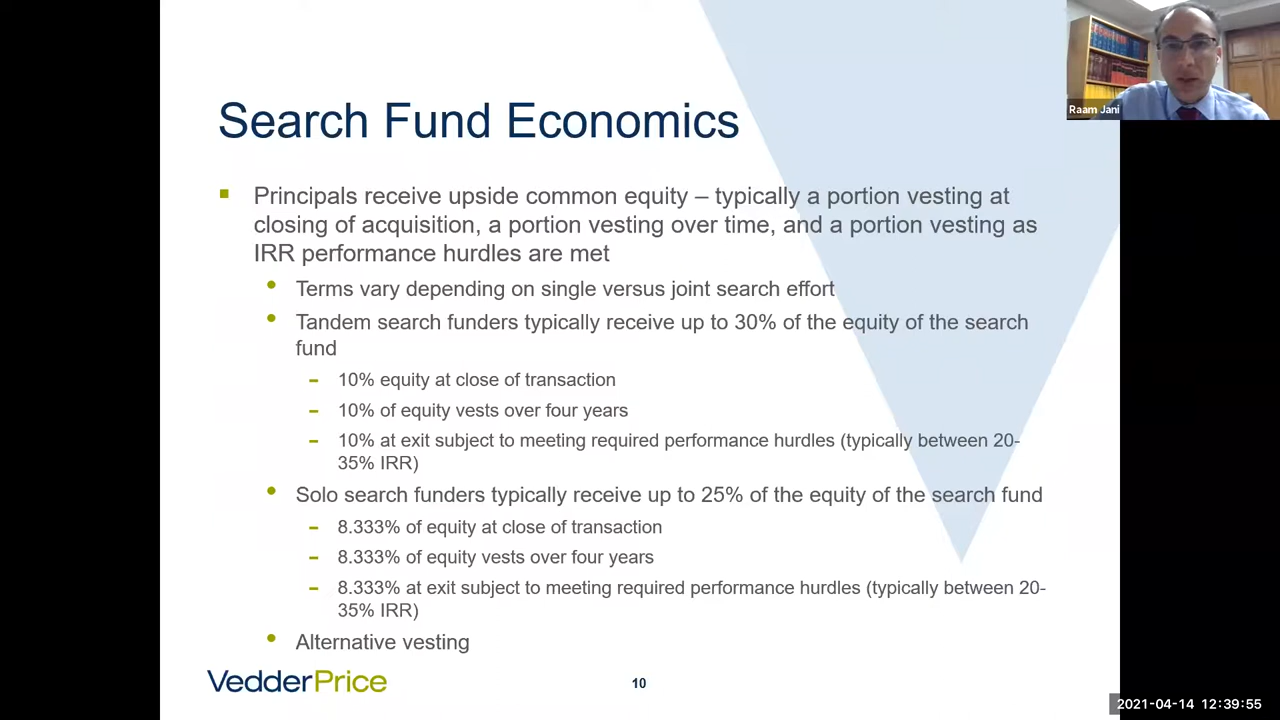 Search Fund Economics
Principals receive upside common equity – typically a portion vesting at
closing of acquisition, a portion vesting over time, and a portion vesting as
IRR performance hurdles are met
Terms vary depending on single versus joint search effort
Tandem search funders typically receive up to 30% of the equity of the search
fund
10% equity at close of transaction
10% of equity vests over four years
10% at exit subject to meeting required performance hurdles (typically between 20-
35% IRR)
Solo search funders typically receive up to 25% of the equity of the search fund
8.333% of equity at close of transaction
8.333% of equity vests over four years
8.333% at exit subject to meeting required performance hurdles (typically between 20-
35% IRR)
Alternative vesting
VedderPrice
10
Raam Jani
2021-04-14 12:39:55